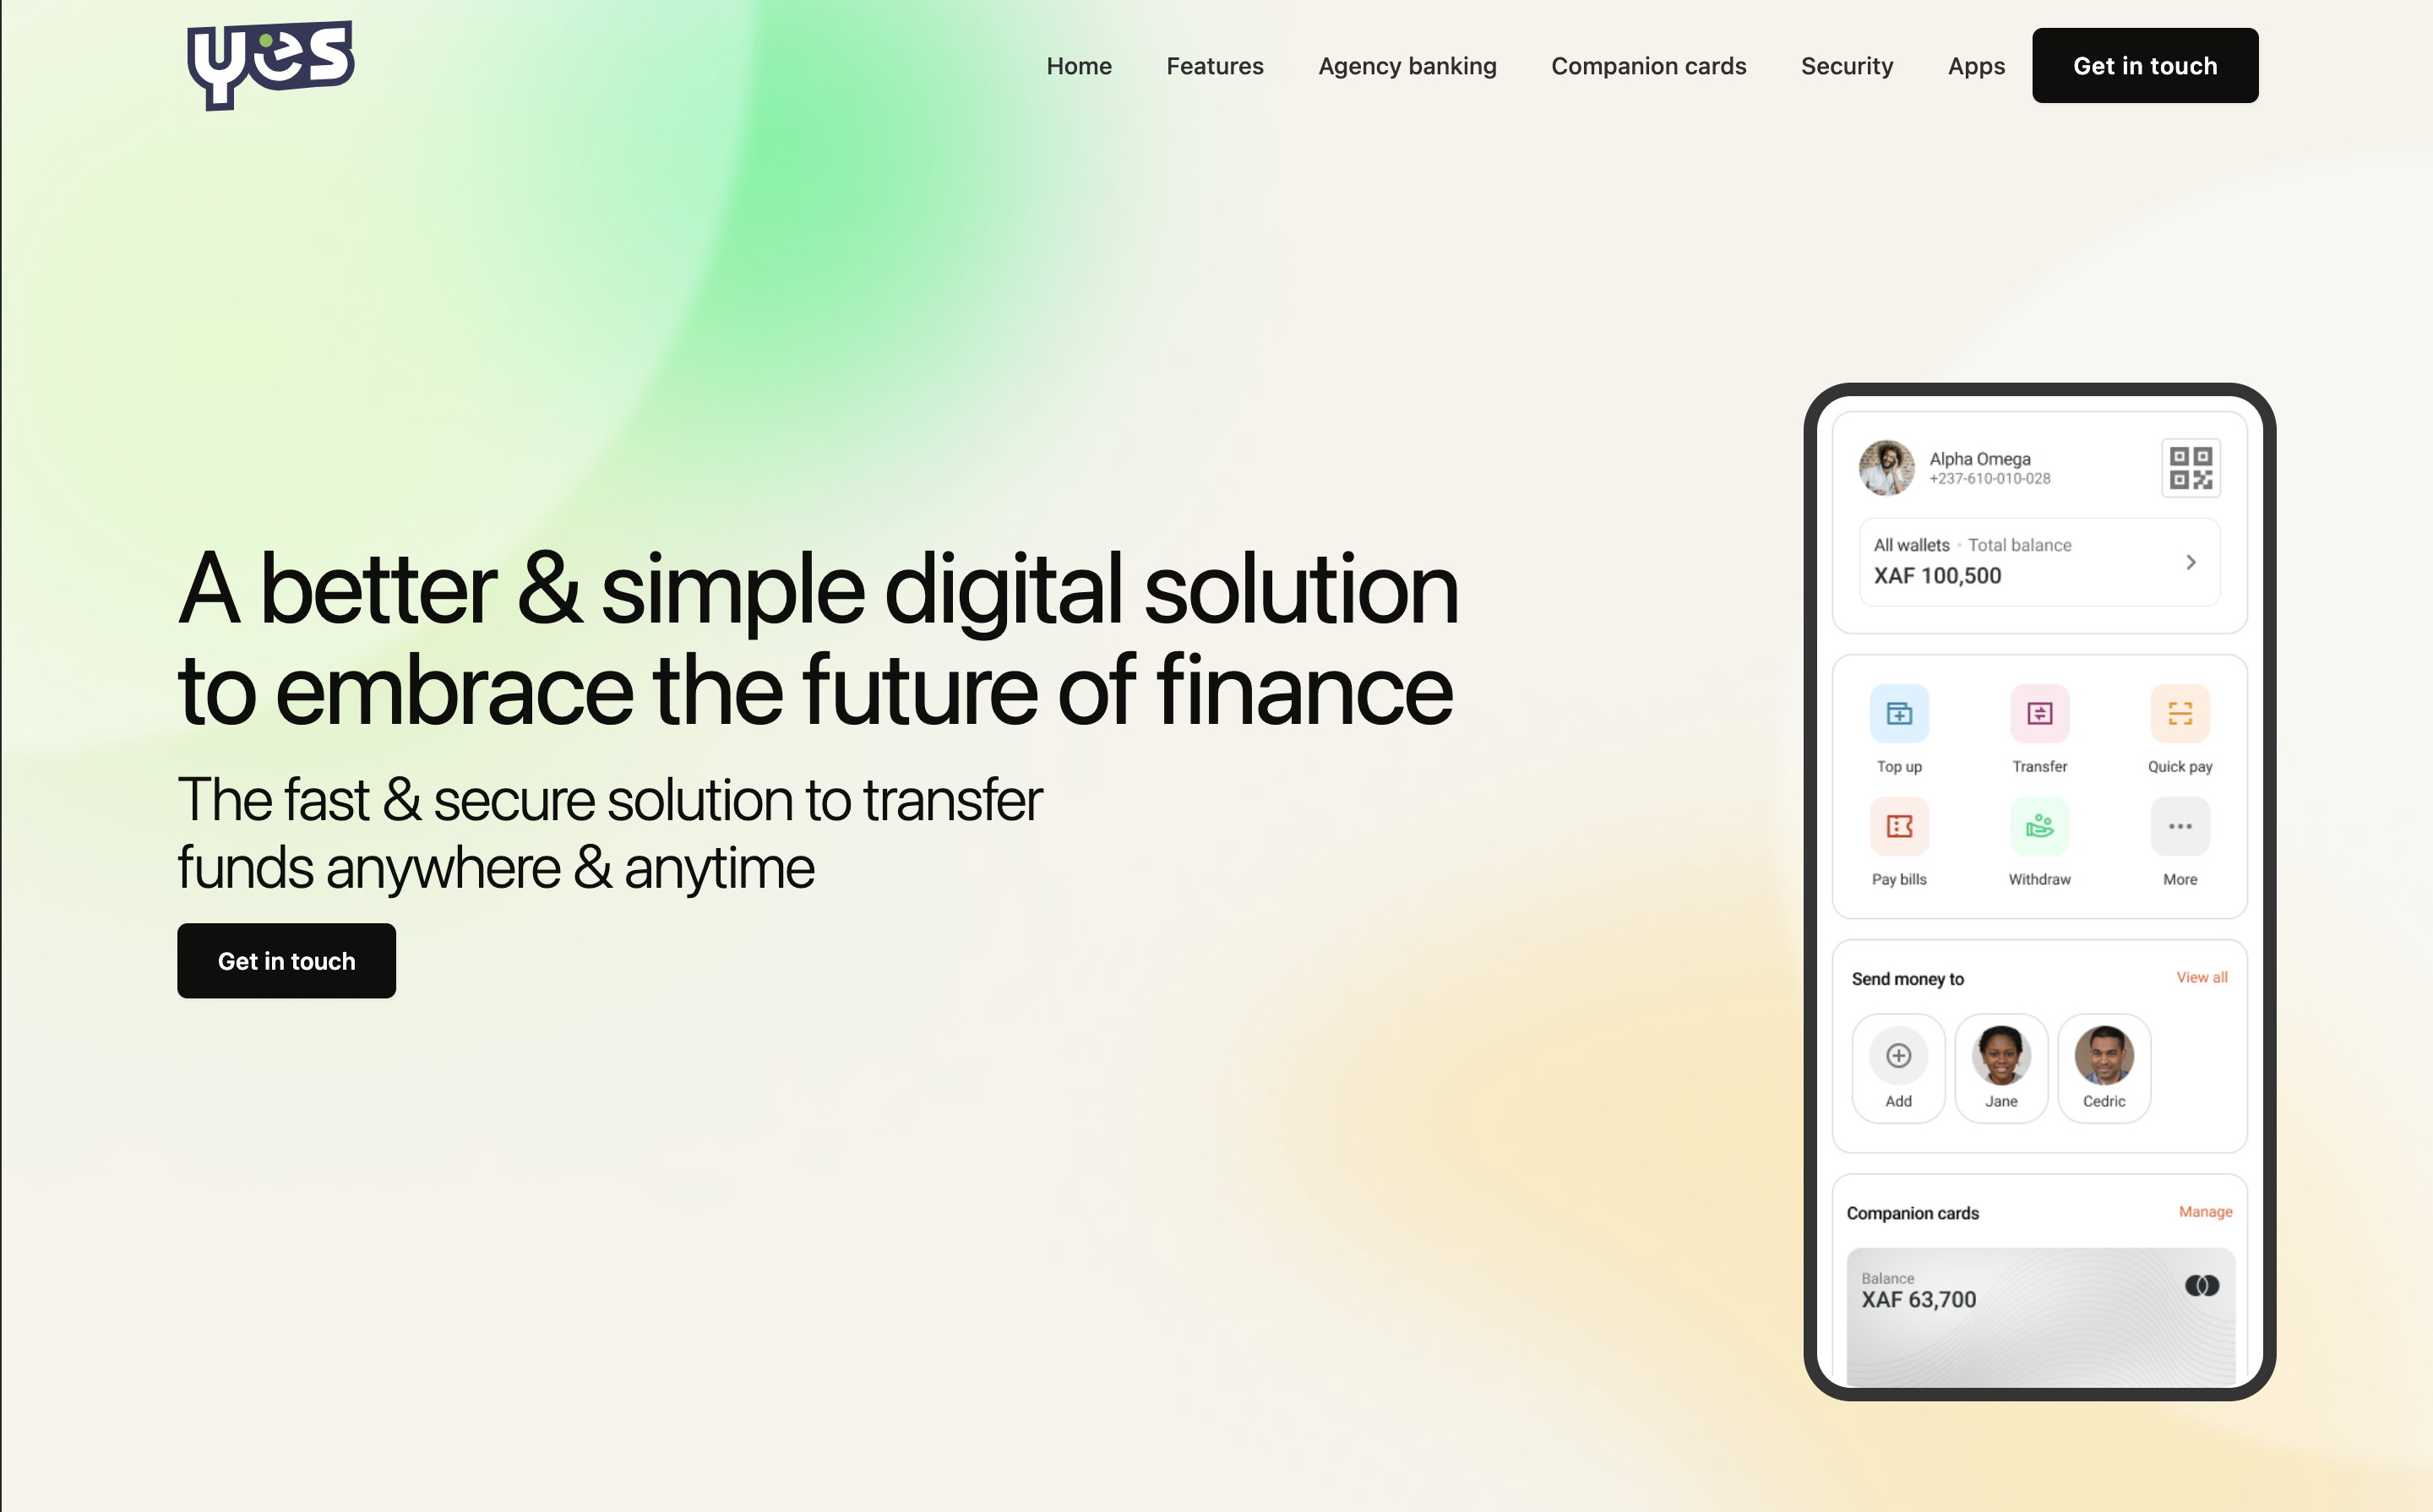 yes
Home
Features
Agency banking
Companion cards
Security
Apps
Get in touch
A better & simple digital solution
to embrace the future of finance
The fast & secure solution to transfer
funds anywhere & anytime
Get in touch
Alpha Omega
+237-610-010-028
All wallets • Total balance
XAF 100,500
Top up
Transfer
Quick pay
Pay bills
Withdraw
More
Send money to
View all
Add
Jane
Cedric
Companion cards
Manage
Balance
XAF 63,700